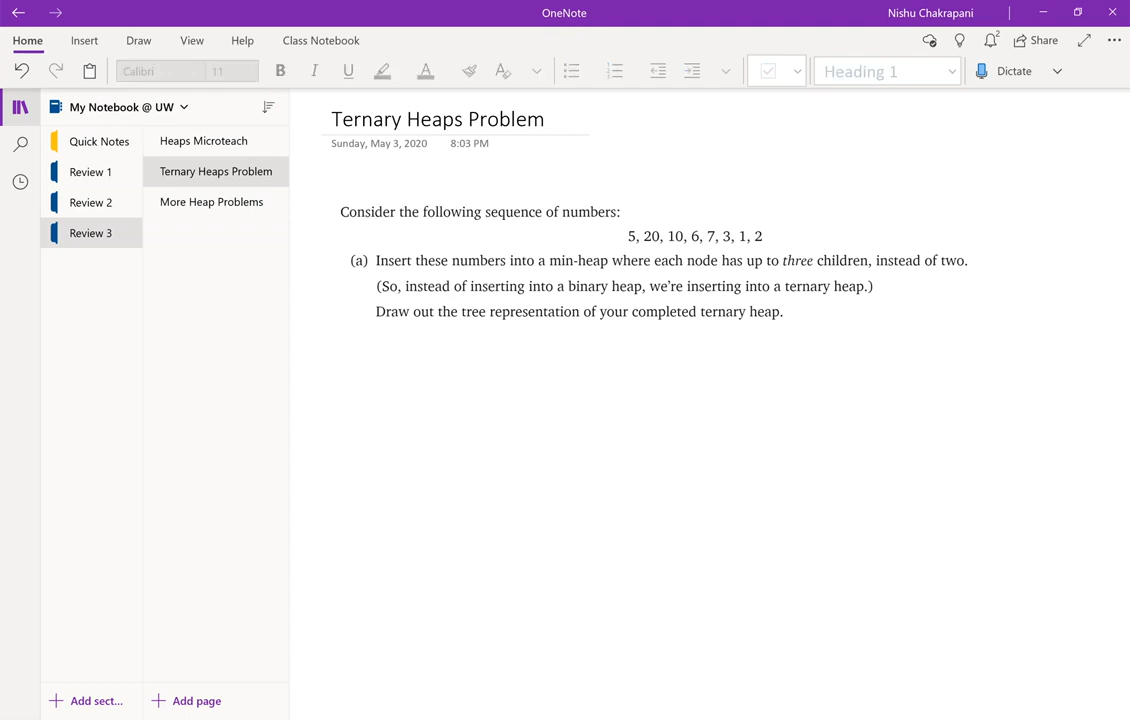 OneNote
Nishu Chakrapani
Home Insert Draw View Help Class Notebook
2
Share
Calibri 11
B I U A A
Heading 1
Dictate
My Notebook @ UW
Quick Notes
Review 1
Review 2
Review 3
Heaps Microteach
Ternary Heaps Problem
More Heap Problems
Ternary Heaps Problem
Sunday, May 3, 2020 8:03 PM
Consider the following sequence of numbers:
5, 20, 10, 6, 7, 3, 1, 2
(a) Insert these numbers into a min-heap where each node has up to three children, instead of two.
(So, instead of inserting into a binary heap, we're inserting into a ternary heap.)
Draw out the tree representation of your completed ternary heap.
Add sect...
Add page